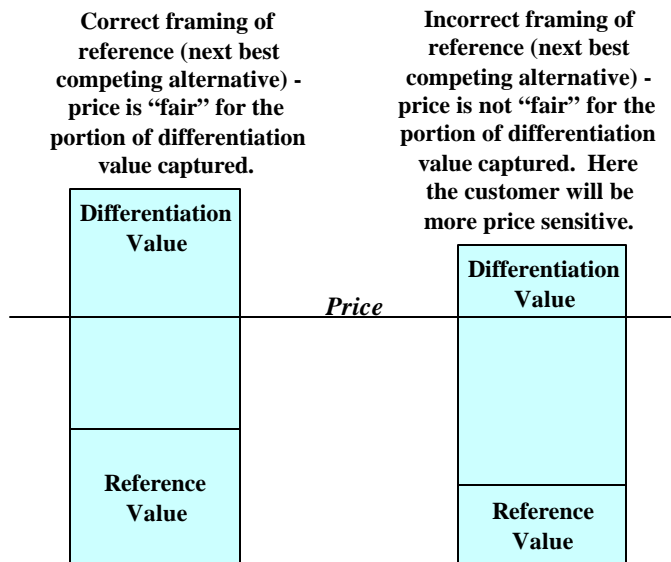 Correct framing of
reference (next best
competing alternative) -
price is “fair” for the
portion of differentiation
value captured.
Incorrect framing of
reference (next best
competing alternative) -
price is not “fair” for the
portion of differentiation
value captured.  Here
the customer will be
more price sensitive.
Differentiation
Value
Differentiation
Value
Price
Reference
Value
Reference
Value